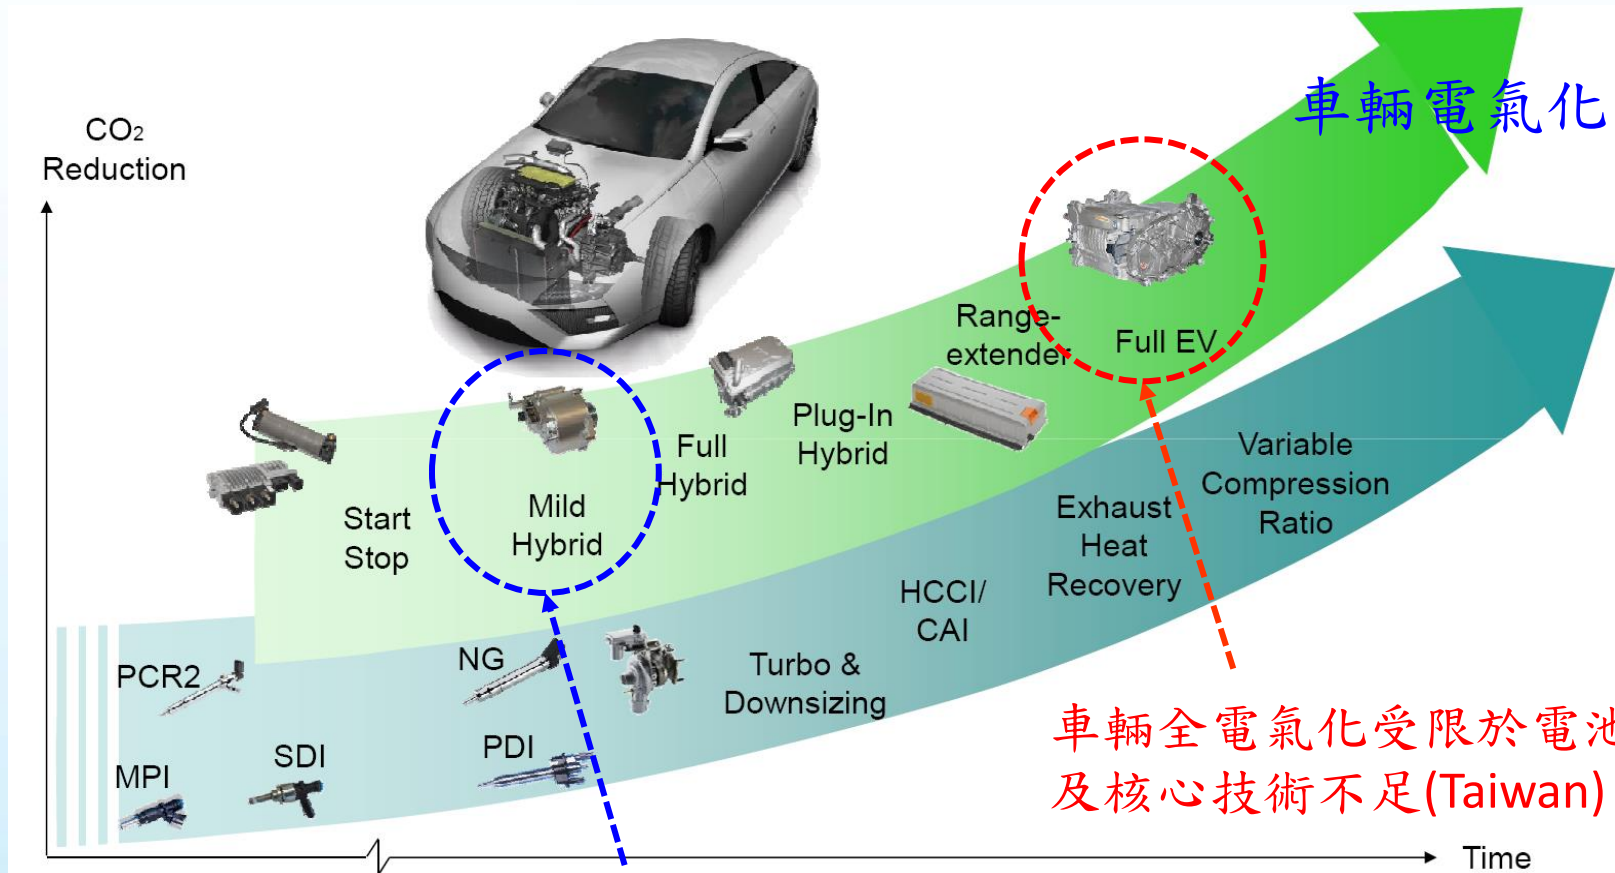 車輛電氣化
CO2
Reduction
Range-
extender
Full EV
Plug-In
Hybrid
Full
Hybrid
Mild
Hybrid
Start
Stop
Variable
Compression
Ratio
Exhaust
Heat
Recovery
HCCI/
CAI
Turbo &
Downsizing
NG
PCR2
PDI
SDI
MPI
車輛全電氣化受限於電池
及核心技術不足(Taiwan)
Time